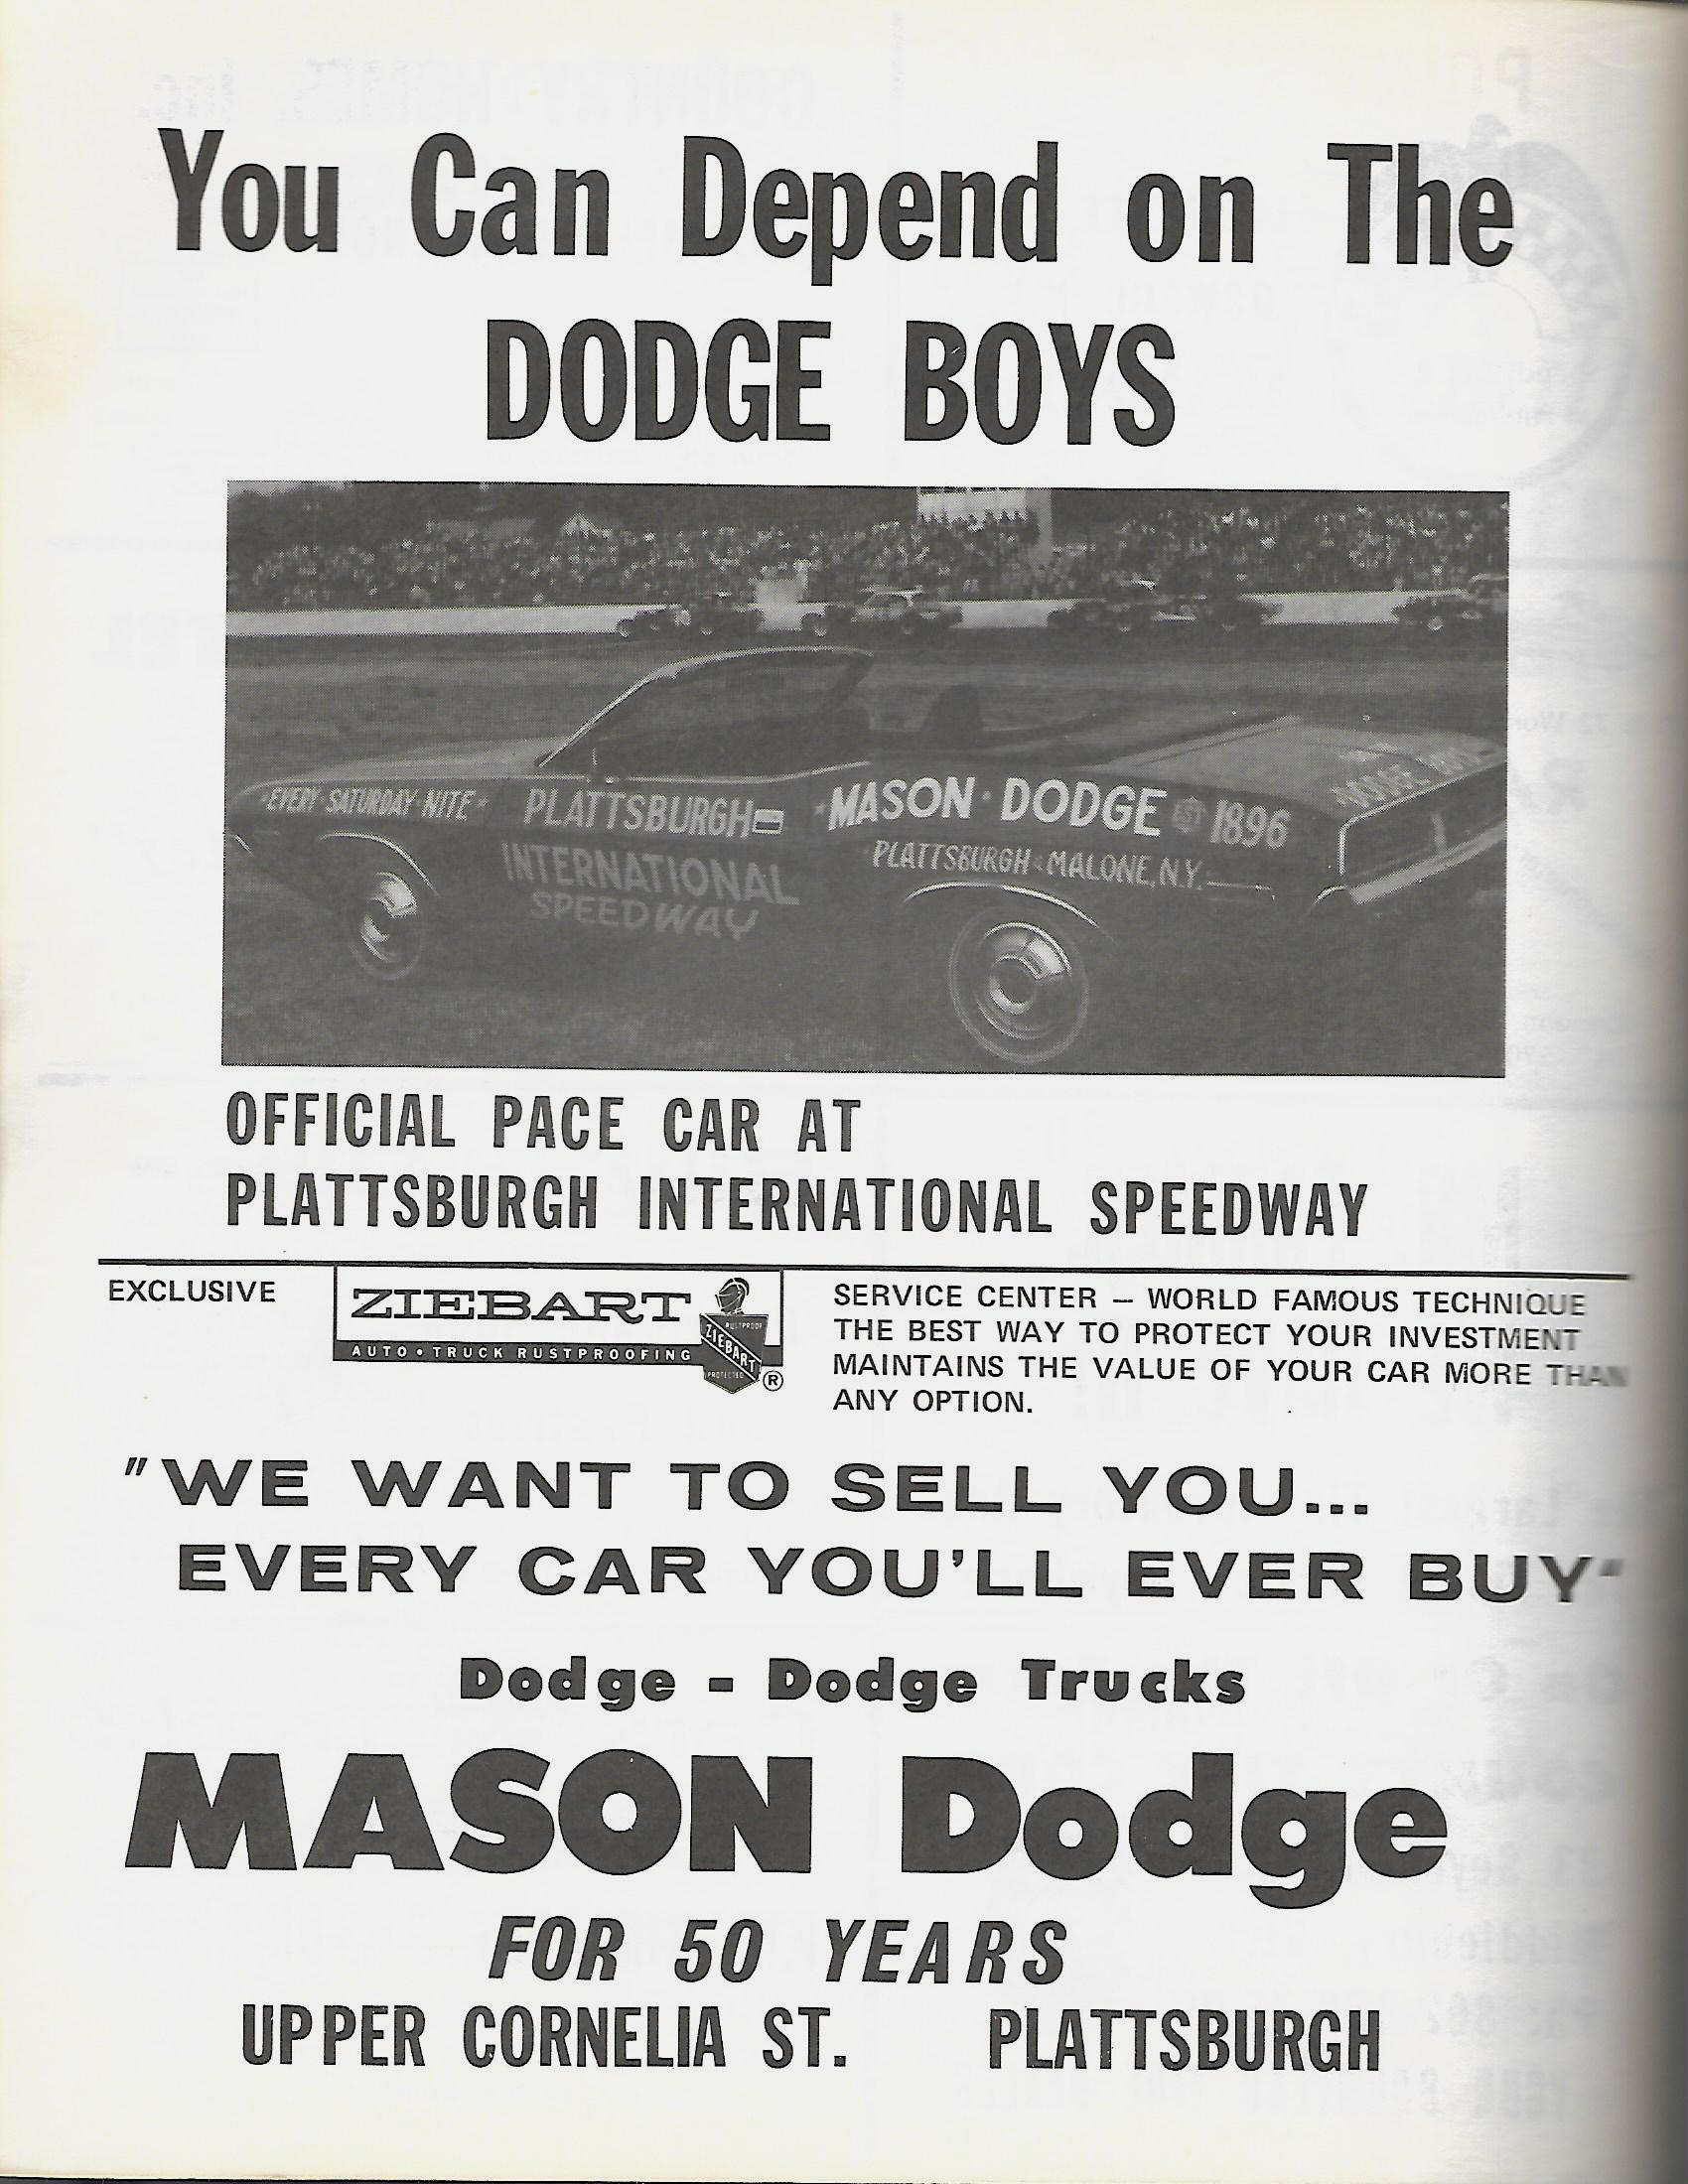 You Can Depend on The
DODGE BOYS
EVERY SATURDAY NITE
PLATTSBURGH
INTERNATIONAL
SPEEDWAY
MASON · DODGE EST 1896
PLATTSBURGH MALONE, N.Y.
DODGE
OFFICIAL PACE CAR AT
PLATTSBURGH INTERNATIONAL SPEEDWAY
EXCLUSIVE
ZIEBART
AUTO • TRUCK RUSTPROOFING
RUSTPROOF
ZIEBART
PROTECTED
®
SERVICE CENTER – WORLD FAMOUS TECHNIQUE
THE BEST WAY TO PROTECT YOUR INVESTMENT
MAINTAINS THE VALUE OF YOUR CAR MORE THAN
ANY OPTION.
"WE WANT TO SELL YOU...
EVERY CAR YOU'LL EVER BUY"
Dodge - Dodge Trucks
MASON Dodge
FOR 50 YEARS
UPPER CORNELIA ST. PLATTSBURGH